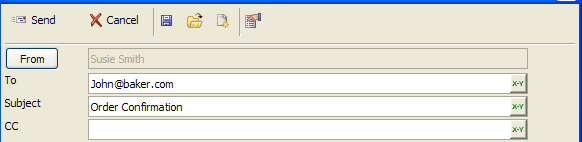 Send Cancel
From Susie Smith
To John@baker.com X-Y
Subject Order Confirmation X-Y
CC X-Y